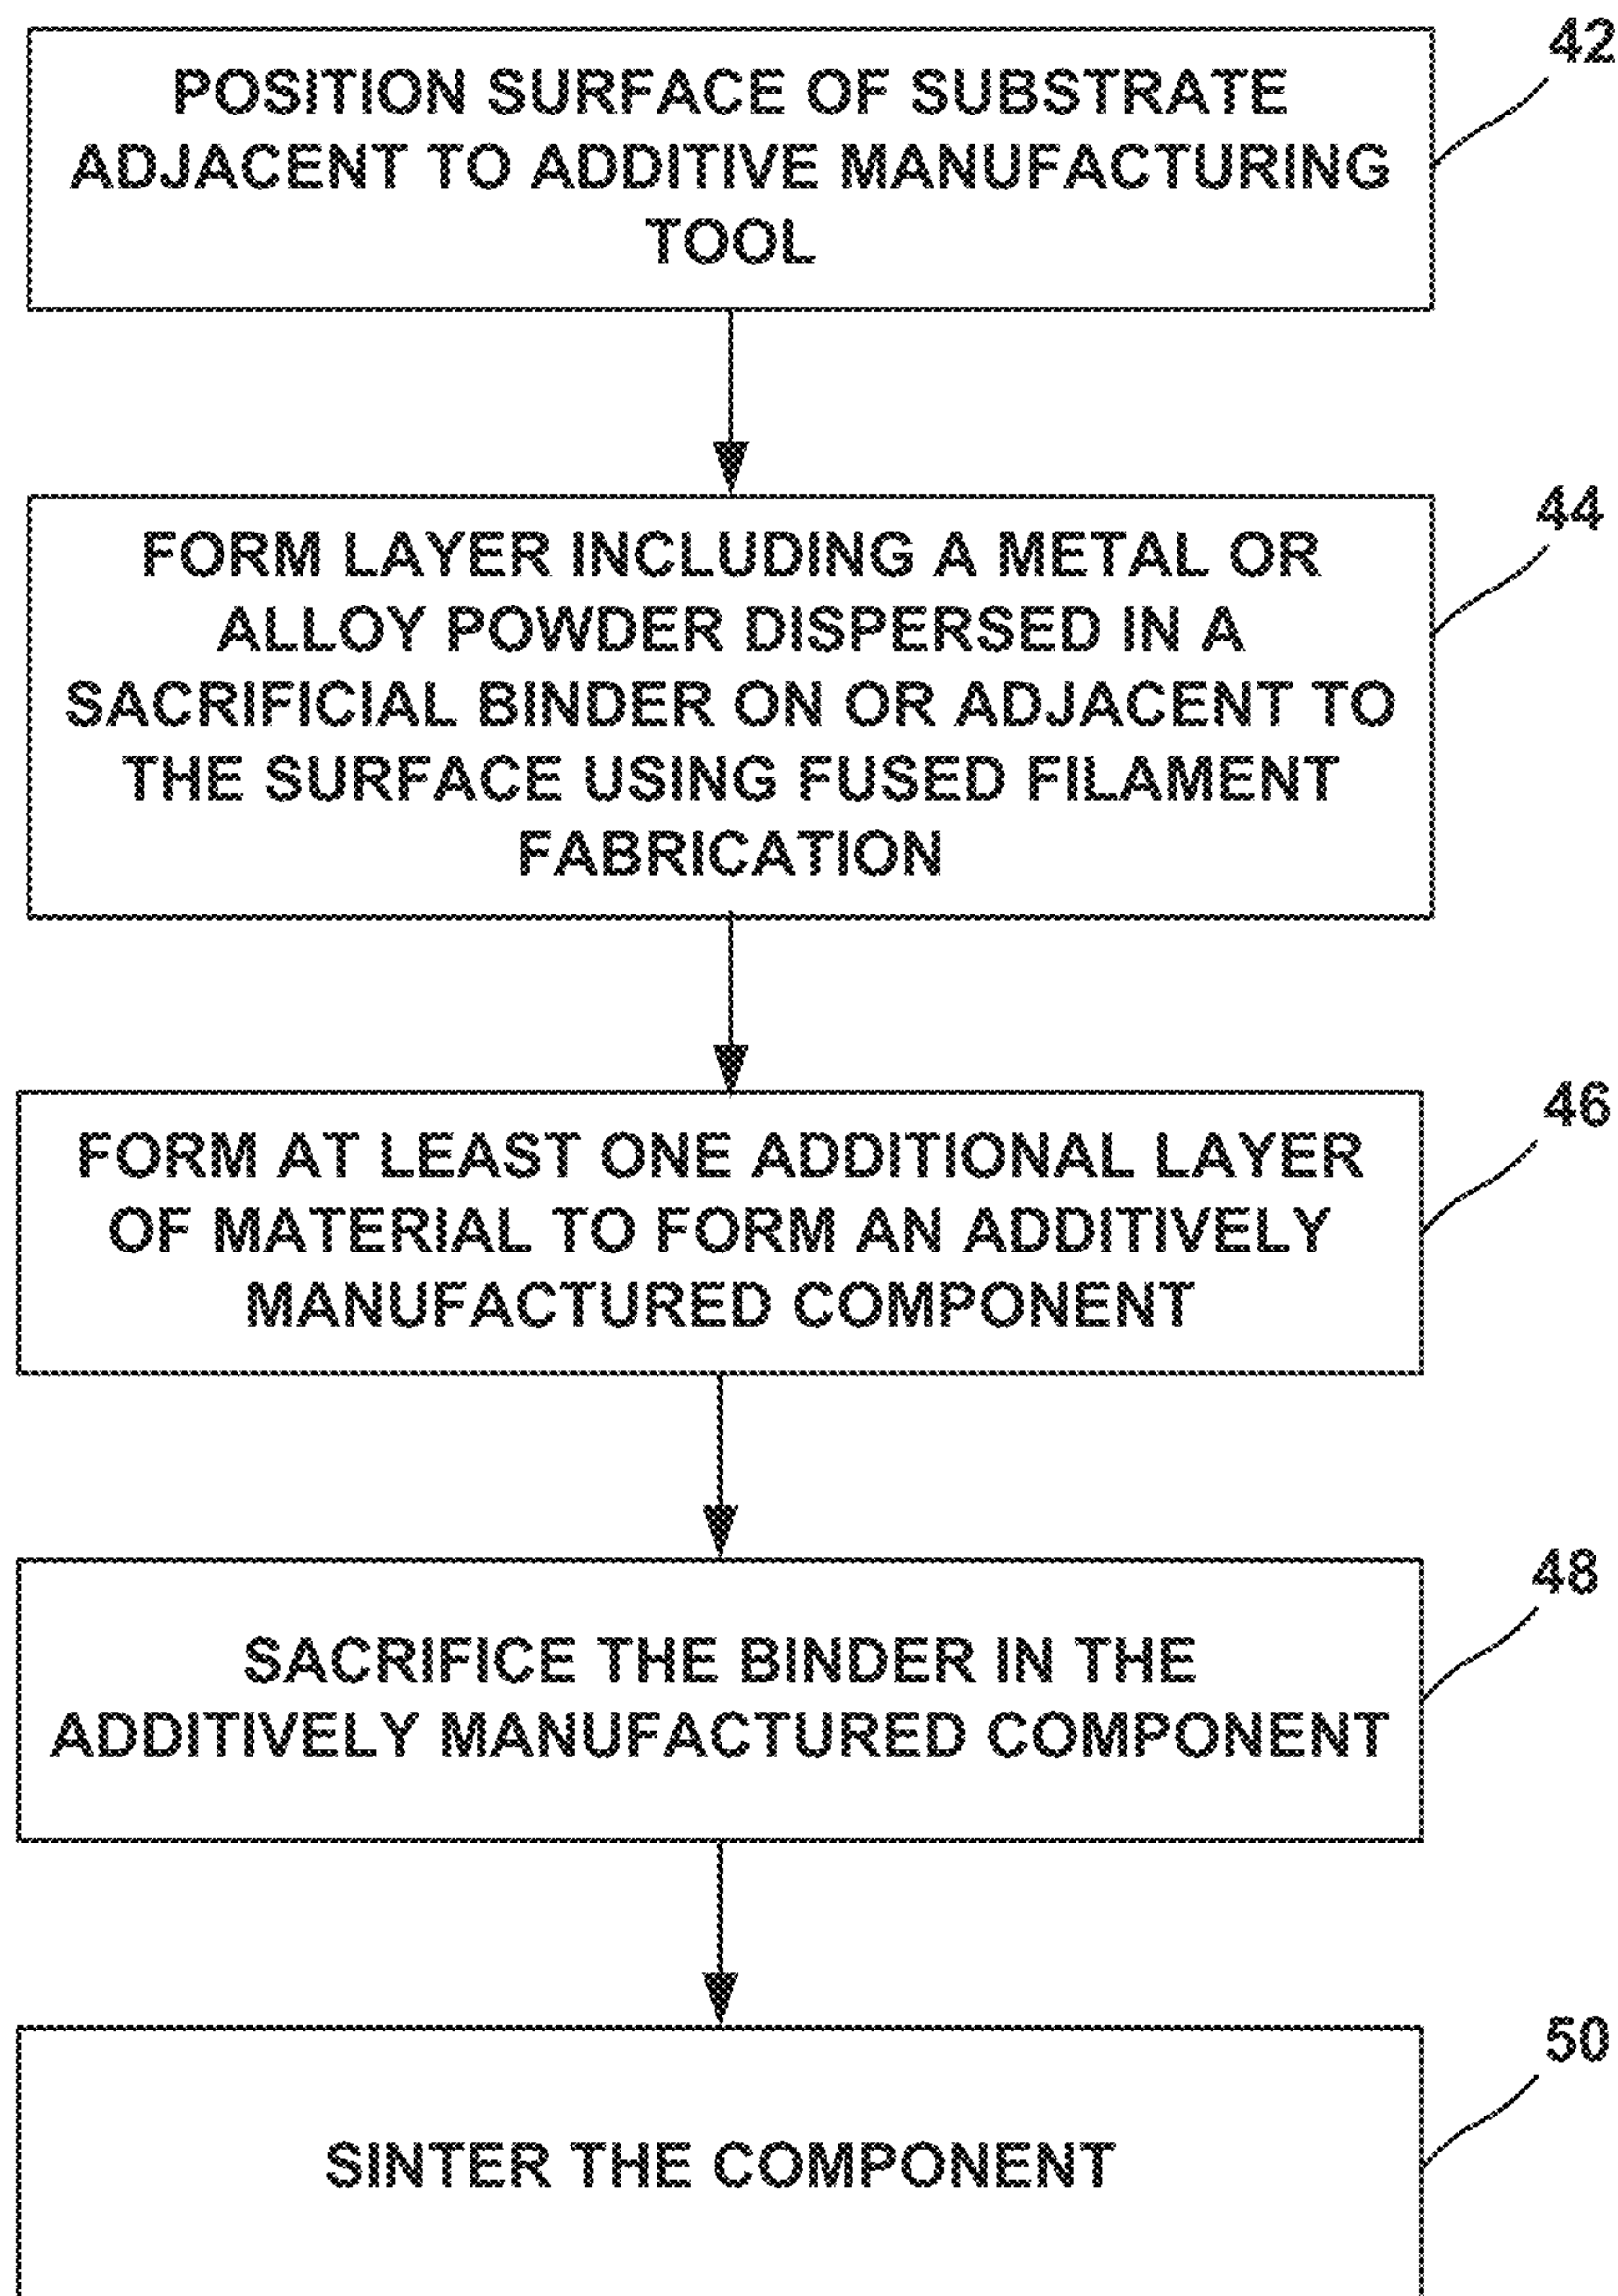 42
POSITION SURFACE OF SUBSTRATE
ADJACENT TO ADDITIVE MANUFACTURING
TOOL
44
FORM LAYER INCLUDING A METAL OR
ALLOY POWDER DISPERSED IN A
SACRIFICIAL BINDER ON OR ADJACENT TO
THE SURFACE USING FUSED FILAMENT
FABRICATION
46
FORM AT LEAST ONE ADDITIONAL LAYER
OF MATERIAL TO FORM AN ADDITIVELY
MANUFACTURED COMPONENT
48
SACRIFICE THE BINDER IN THE
ADDITIVELY MANUFACTURED COMPONENT
50
SINTER THE COMPONENT